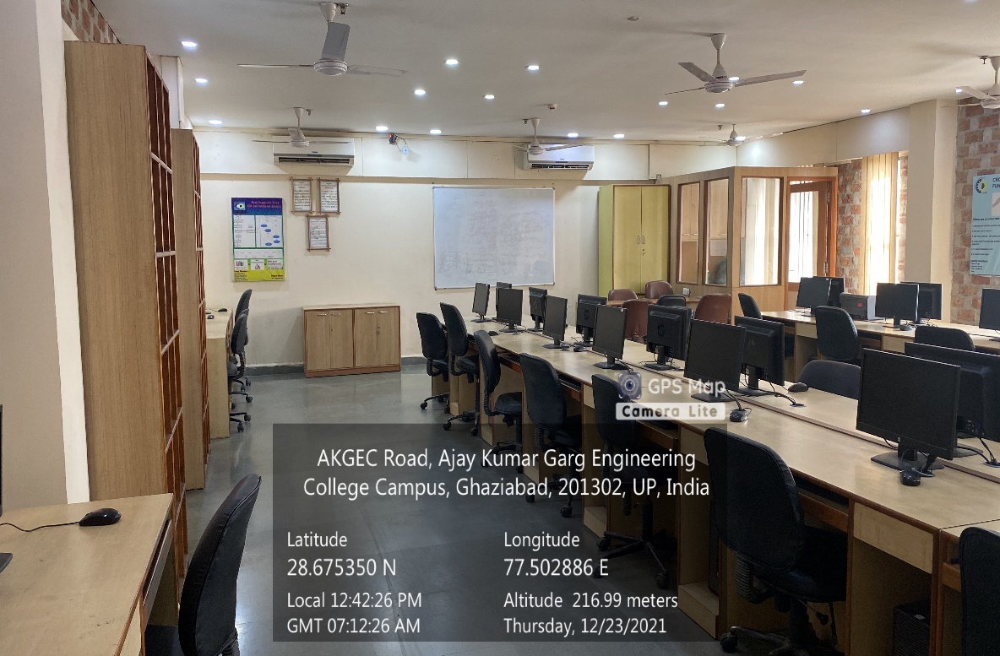 GPS Map
Camera Lite
AKGEC Road, Ajay Kumar Garg Engineering
College Campus, Ghaziabad, 201302, UP, India
Latitude
28.675350 N
Longitude
77.502886 E
Local 12:42:26 PM
GMT 07:12:26 AM
Altitude 216.99 meters
Thursday, 12/23/2021